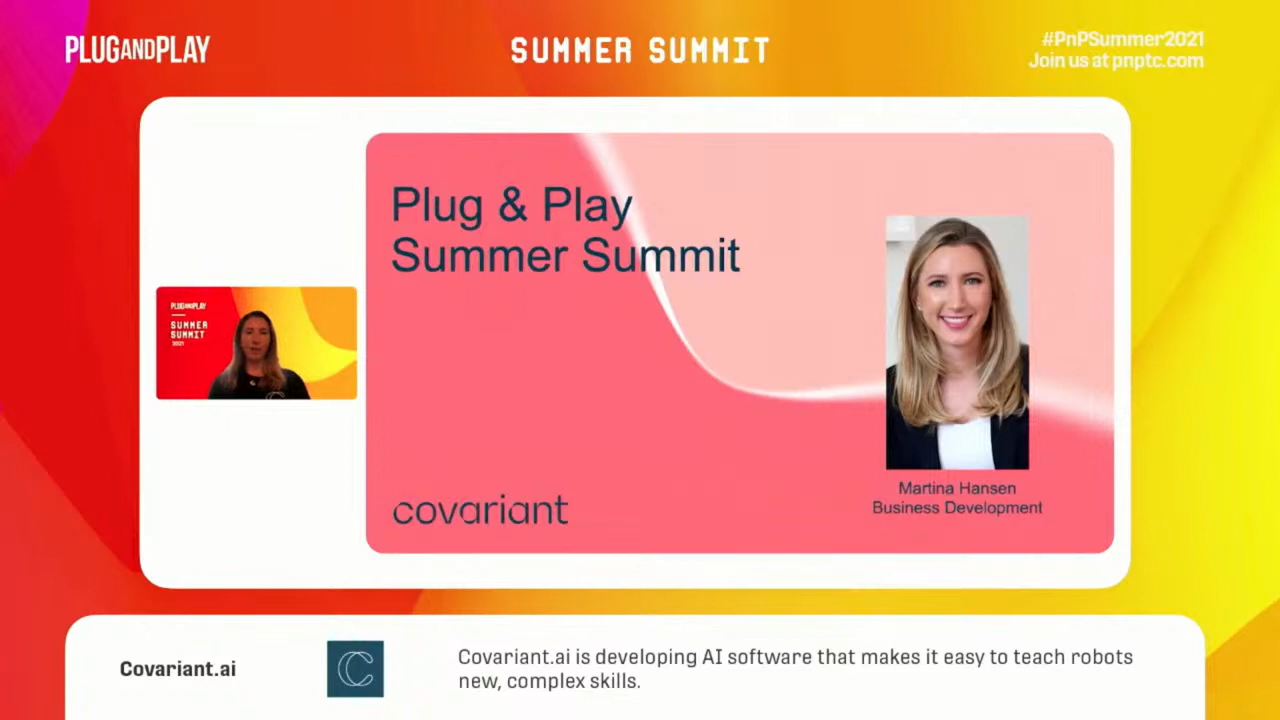 PLUGANDPLAY
SUMMER SUMMIT
#PnPSummer2021
Join us at pnptc.com
Plug & Play
Summer Summit
PLUGANDPLAY
SUMMER
SUMMIT
2021
covariant
Martina Hansen
Business Development
Covariant.ai
Covariant.ai is developing AI software that makes it easy to teach robots
new, complex skills.